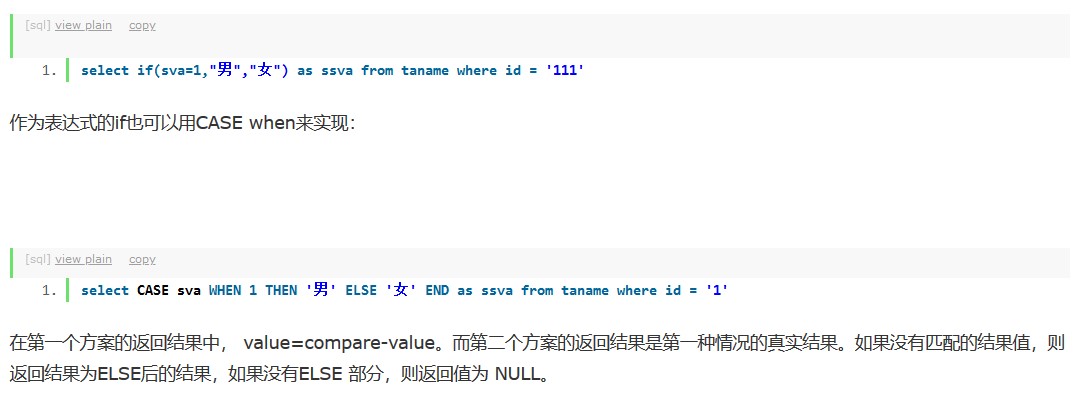 [sql] view plain copy
1. select if(sva=1,"男","女") as ssva from taname where id = '111'
作为表达式的if也可以用CASE when来实现：
[sql] view plain copy
1. select CASE sva WHEN 1 THEN '男' ELSE '女' END as ssva from taname where id = '1'
在第一个方案的返回结果中， value=compare-value。而第二个方案的返回结果是第一种情况的真实结果。如果没有匹配的结果值，则
返回结果为ELSE后的结果，如果没有ELSE 部分，则返回值为 NULL。